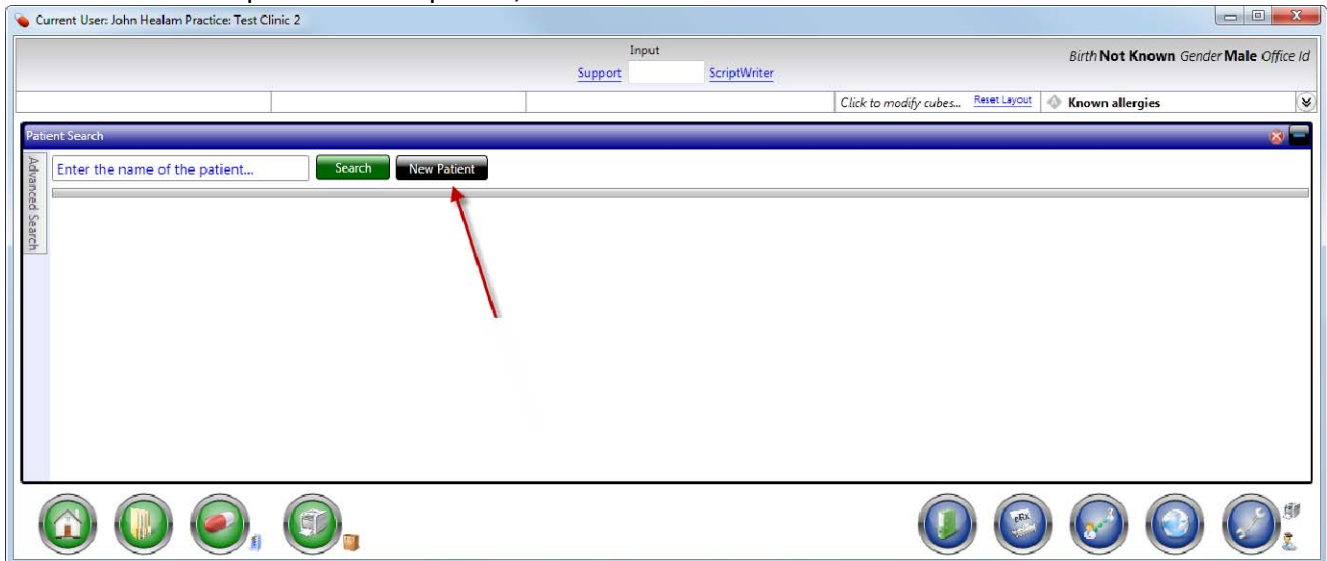 Current User: John Healam Practice: Test Clinic 2
Input
Birth Not Known Gender Male Office Id
Support
ScriptWriter
Click to modify cubes... Reset Layout
Known allergies
Patient Search
Advanced Search
Enter the name of the patient...
Search
New Patient
eRx